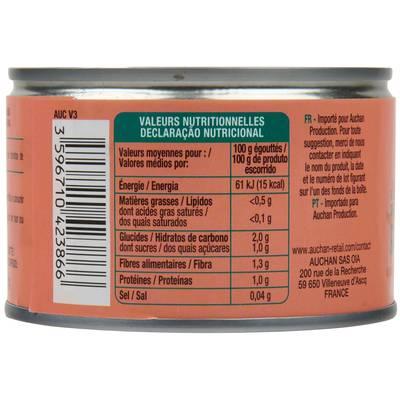 AUC V3
3596710423866
VALEURS NUTRITIONNELLES
DECLARAÇÃO NUTRICIONAL
Valeurs moyennes pour : /
Valores médios por :
100 g égouttés /
100 g de produto
escorrido
Énergie / Energia
61 kJ (15 kcal)
Matières grasses / Lípidos
dont acides gras saturés /
dos quais saturados
<0,5 g
<0,1 g
Glucides / Hidratos de carbono
dont sucres / dos quais açúcares
2,0 g
1,0 g
Fibres alimentaires / Fibra
1,3 g
Protéines / Proteínas
1,0 g
Sel / Sal
0,04 g
FR - Importé pour Auchan
Production. Pour toute
suggestion, merci de nous
contacter en indiquant
le nom du produit, la date
et le numéro de lot figurant
sur l'un des fonds de la boîte.
PT - Importado para
Auchan Production.
www.auchan-retail.com/contact
AUCHAN SAS OIA
200 rue de la Recherche
59 650 Villeneuve d'Ascq
FRANCE